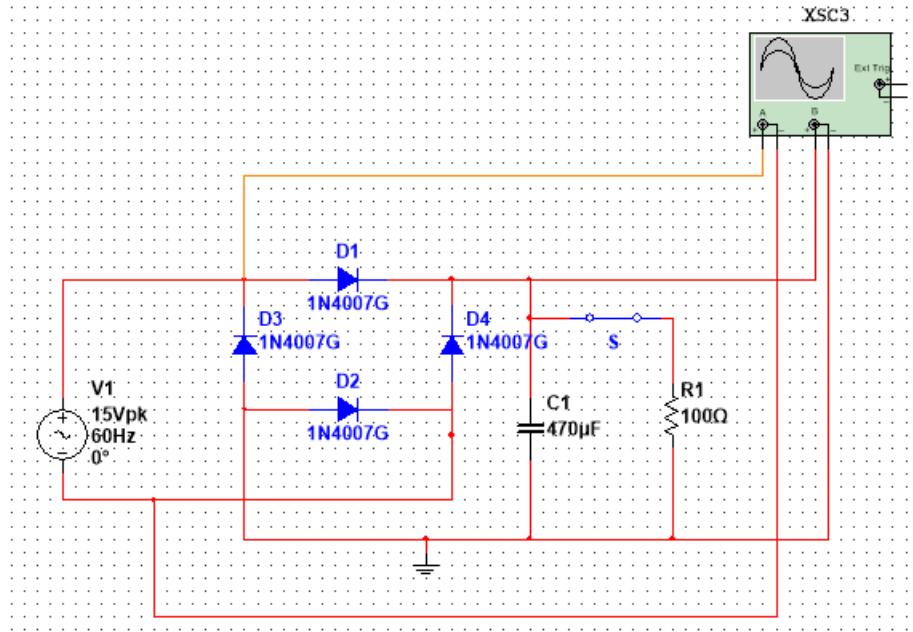 XSC3
Ext Trig
+
−
A
B
+
−
+
−
D1
1N4007G
D3
1N4007G
D4
1N4007G
S
D2
1N4007G
V1
15Vpk
60Hz
0°
C1
470µF
R1
100Ω